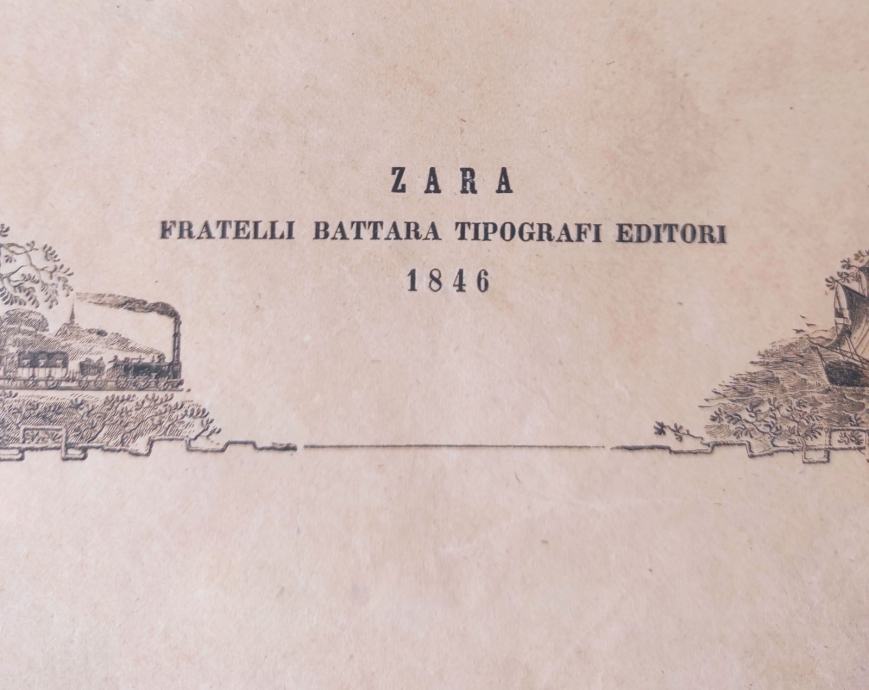 ZARA
FRATELLI BATTARA TIPOGRAFI EDITORI
1846